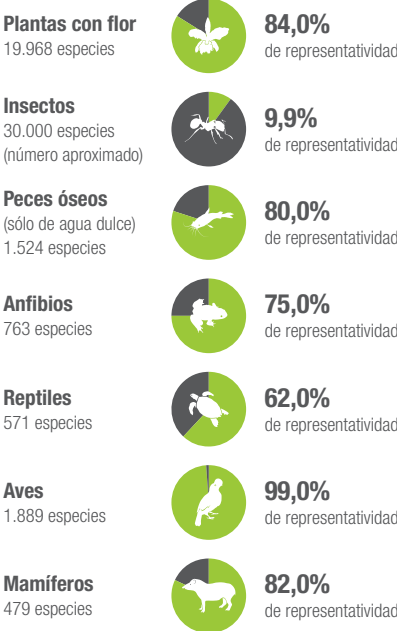 Plantas con flor
19.968 especies
84,0%
de representatividad
Insectos
30.000 especies
(número aproximado)
9,9%
de representatividad
Peces óseos
(sólo de agua dulce)
1.524 especies
80,0%
de representatividad
Anfibios
763 especies
75,0%
de representatividad
Reptiles
571 especies
62,0%
de representatividad
Aves
1.889 especies
99,0%
de representatividad
Mamíferos
479 especies
82,0%
de representatividad